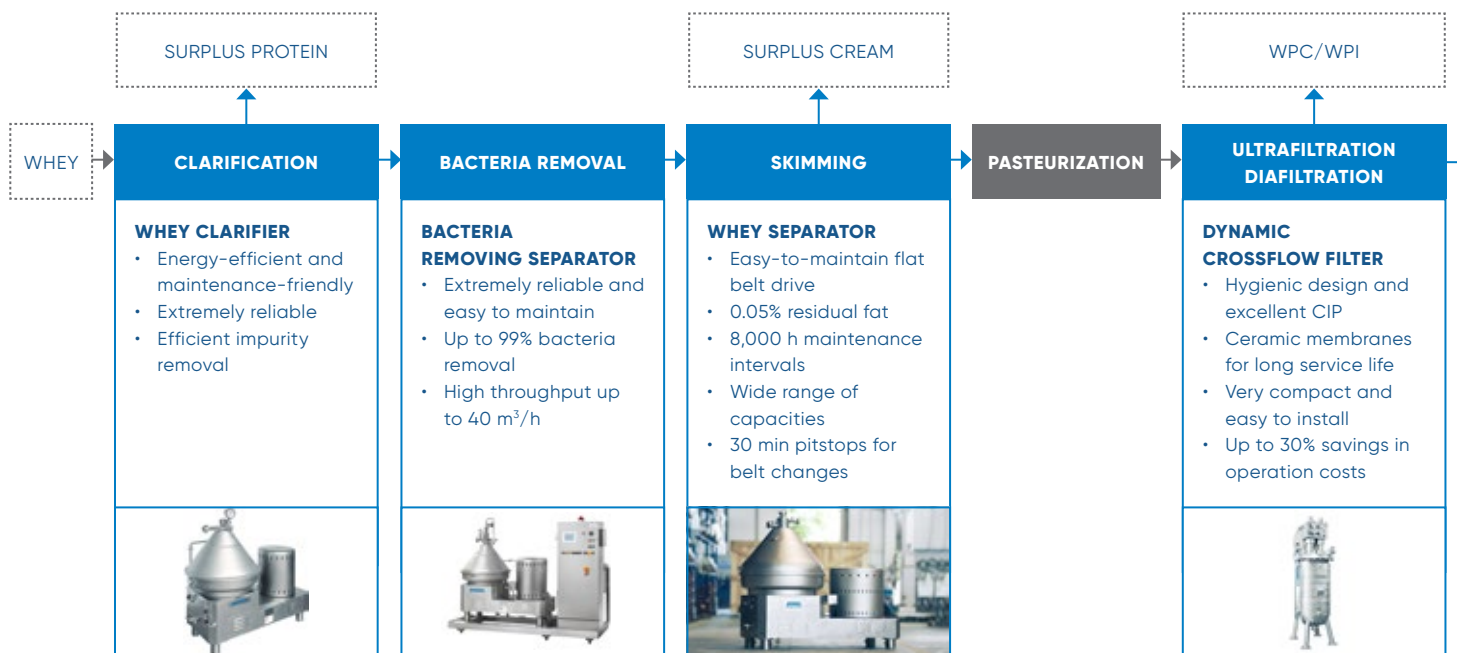 SURPLUS PROTEIN
SURPLUS CREAM
WPC/WPI
WHEY
CLARIFICATION
BACTERIA REMOVAL
SKIMMING
PASTEURIZATION
ULTRAFILTRATION
DIAFILTRATION
WHEY CLARIFIER
• Energy-efficient and
maintenance-friendly
• Extremely reliable
• Efficient impurity
removal
BACTERIA
REMOVING SEPARATOR
• Extremely reliable and
easy to maintain
• Up to 99% bacteria
removal
• High throughput up
to 40 m³/h
WHEY SEPARATOR
• Easy-to-maintain flat
belt drive
• 0.05% residual fat
• 8,000 h maintenance
intervals
• Wide range of
capacities
• 30 min pitstops for
belt changes
DYNAMIC
CROSSFLOW FILTER
• Hygienic design and
excellent CIP
• Ceramic membranes
for long service life
• Very compact and
easy to install
• Up to 30% savings in
operation costs